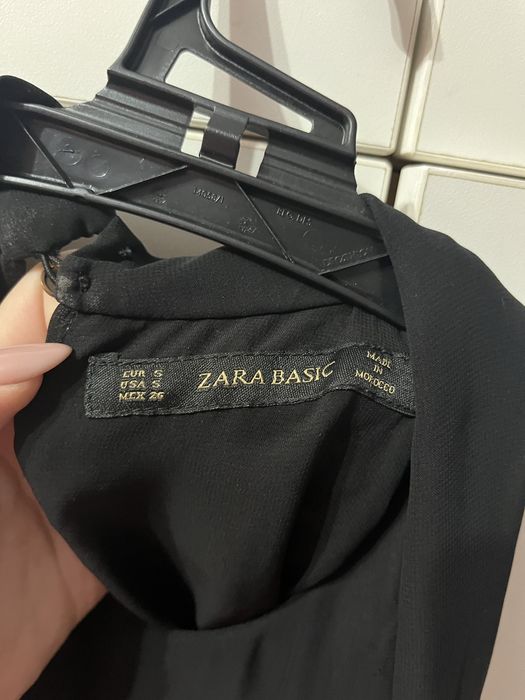 EUR S
USA S
MEX 26
ZARA BASIC
MADE
IN
MOROCCO